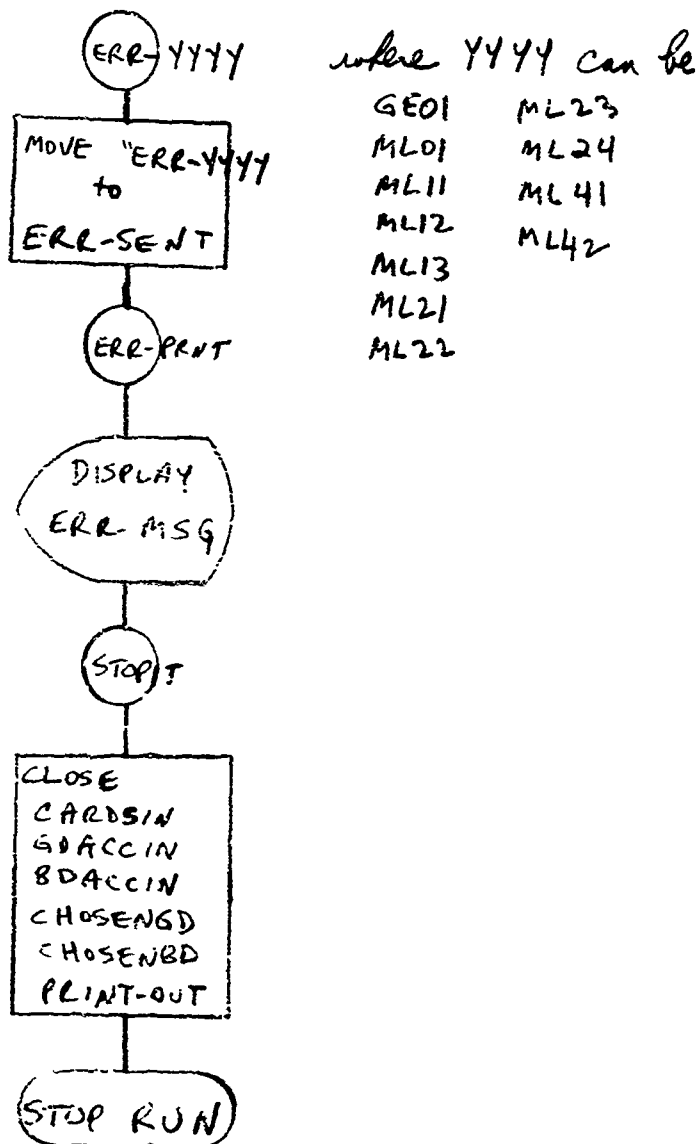 ERR-YYYY
where YYYY can be
GE01 ML23
ML01 ML24
ML11 ML41
ML12 ML42
ML13
ML21
ML22
MOVE "ERR-YYYY
to
ERR-SENT
ERR-PRNT
DISPLAY
ERR-MSG
STOPIT
CLOSE
CARDSIN
GDACCIN
BDACCIN
CHOSENGD
CHOSENBD
PRINT-OUT
STOP RUN